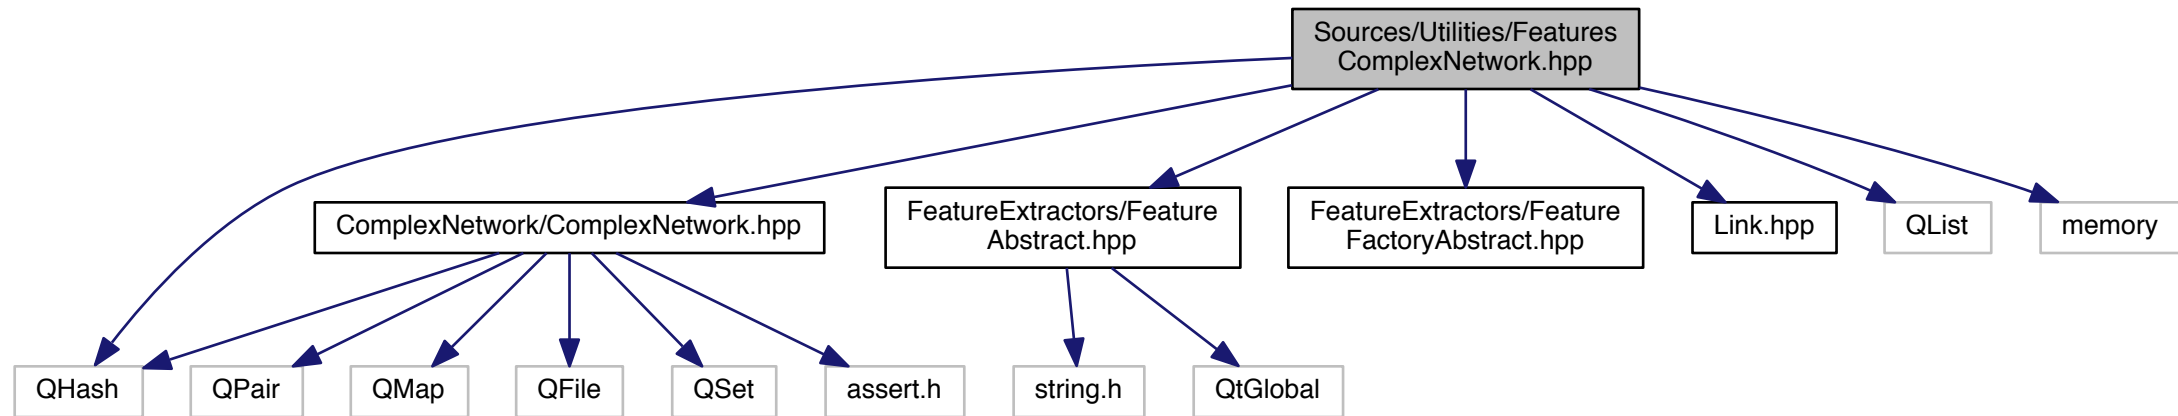 Sources/Utilities/Features
ComplexNetwork.hpp
ComplexNetwork/ComplexNetwork.hpp
FeatureExtractors/Feature
Abstract.hpp
FeatureExtractors/Feature
FactoryAbstract.hpp
Link.hpp
QList
memory
QHash
QPair
QMap
QFile
QSet
assert.h
string.h
QtGlobal